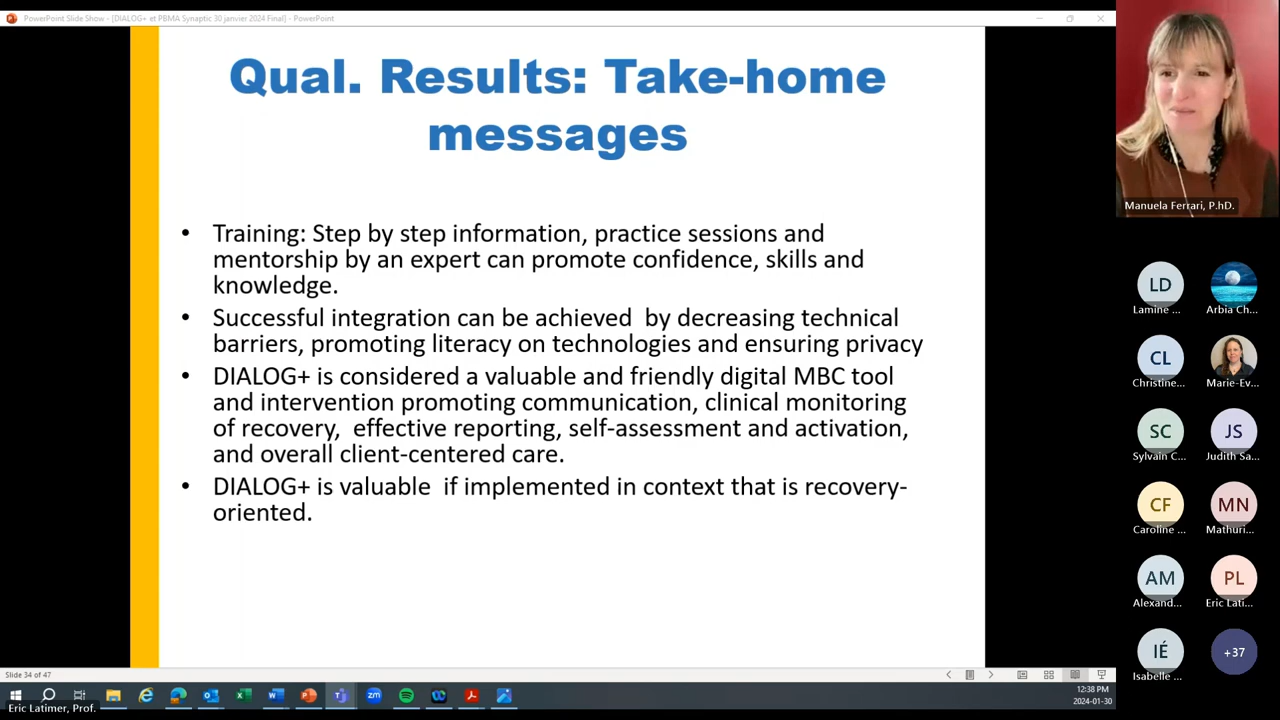 PowerPoint Slide Show - [DIALOG+ et PBMA Synaptic 30 janvier 2024 Final] - PowerPoint
Qual. Results: Take-home
messages
• Training: Step by step information, practice sessions and
mentorship by an expert can promote confidence, skills and
knowledge.
• Successful integration can be achieved  by decreasing technical
barriers, promoting literacy on technologies and ensuring privacy
• DIALOG+ is considered a valuable and friendly digital MBC tool
and intervention promoting communication, clinical monitoring
of recovery,  effective reporting, self-assessment and activation,
and overall client-centered care.
• DIALOG+ is valuable  if implemented in context that is recovery-
oriented.
Slide 34 of 47
12:38 PM
2024-01-30
Eric Latimer, Prof.
Manuela Ferrari, P.hD.
LD
Lamine ...
Arbia Ch...
CL
Christine...
Marie-Ev...
SC
Sylvain C...
JS
Judith Sa...
CF
Caroline ...
MN
Mathuri...
AM
Alexand...
PL
Eric Lati...
IÉ
Isabelle ...
+37